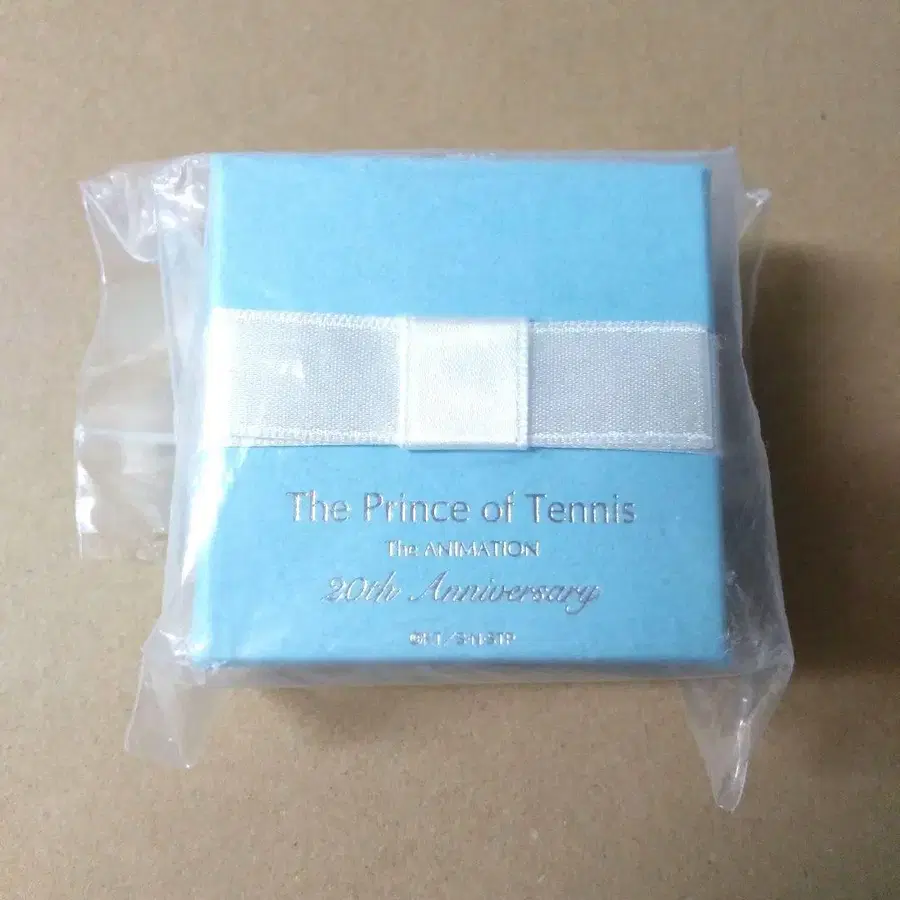 The Prince of Tennis
The ANIMATION
20th Anniversary